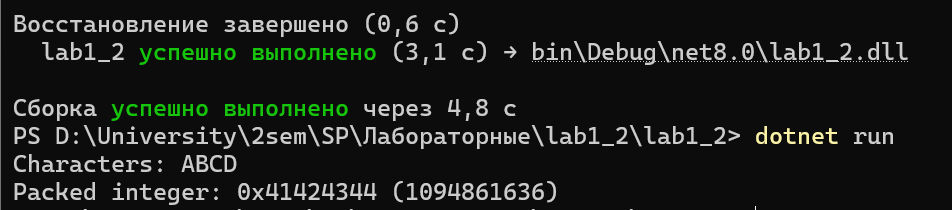 Восстановление завершено (0,6 с)
lab1_2 успешно выполнено (3,1 с) → bin\Debug\net8.0\lab1_2.dll
Сборка успешно выполнено через 4,8 с
PS D:\University\2sem\SP\Лабораторные\lab1_2\lab1_2> dotnet run
Characters: ABCD
Packed integer: 0x41424344 (1094861636)